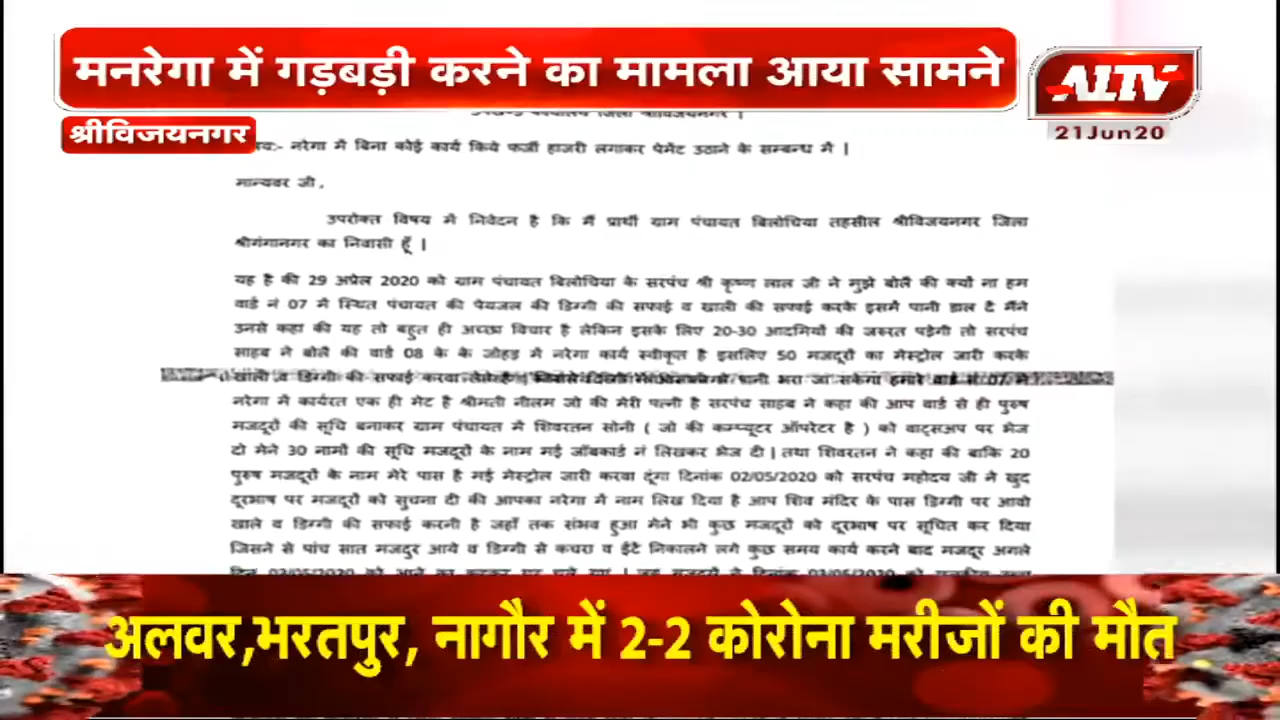 मनरेगा में गड़बड़ी करने का मामला आया सामने
ALTV
21Jun20
श्रीविजयनगर
नरेगा में बिना कोई कार्य किये फर्जी हाजरी लगाकर पेमेंट उठाने के सम्बन्ध में |
मान्यवर जी ,
उपरोक्त विषय में निवेदन है कि मैं प्रार्थी ग्राम पंचायत बिलोचिया तहसील श्रीविजयनगर जिला
श्रीगंगानगर का निवासी हूँ |
यह है की 29 अप्रेल 2020 को ग्राम पंचायत बिलोचिया के सरपंच श्री कृष्ण लाल जी ने मुझे बोलै की क्यों ना हम
वार्ड नं 07 में स्थित पंचायत की पेयजल की डिग्गी की सफाई व खाली की सफाई करके इसमें पानी डाल दे मैंने
उनसे कहा की यह तो बहुत ही अच्छा विचार है लेकिन इसके लिए 20-30 आदमियों की जरुरत पड़ेगी तो सरपंच
साहब ने बोलै की वार्ड 08 के के जोहड़ में नरेगा कार्य स्वीकृत है इसलिए 50 मजदूरों का मेस्ट्रोल जारी करके
खाली व डिग्गी की सफाई करवा पानी भरा जा सकेगा हमारे वार्ड नं 07 में
नरेगा में कार्यरत एक ही मेट है श्रीमती नीलम जो की मेरी पत्नी है सरपंच साहब ने कहा की आप वार्ड से ही पुरुष
मजदूरों की सूचि बनाकर ग्राम पंचायत में शिवरतन सोनी ( जो की कम्प्यूटर ऑपरेटर है ) को वाट्सअप पर भेज
दो मेने 30 नामों की सूचि मजदूरों के नाम मई जॉबकार्ड नं लिखकर भेज दी | तथा शिवरतन ने कहा की बाकि 20
पुरुष मजदूरों के नाम मेरे पास है मई मेस्ट्रोल जारी करवा दूंगा दिनांक 02/05/2020 को सरपंच महोदय जी ने खुद
दूरभाष पर मजदूरों को सुचना दी की आपका नरेगा में नाम लिख दिया है आप शिव मंदिर के पास डिग्गी पर आवो
खाले व डिग्गी की सफाई करनी है जहाँ तक संभव हुआ मेने भी कुछ मजदूरों को दूरभाष पर सूचित कर दिया
जिसने से पांच सात मजदुर आये व डिग्गी से कचरा व ईंटें निकालने लगे कुछ समय कार्य करने बाद मजदूर अगले
अलवर,भरतपुर, नागौर में 2-2 कोरोना मरीजों की मौत